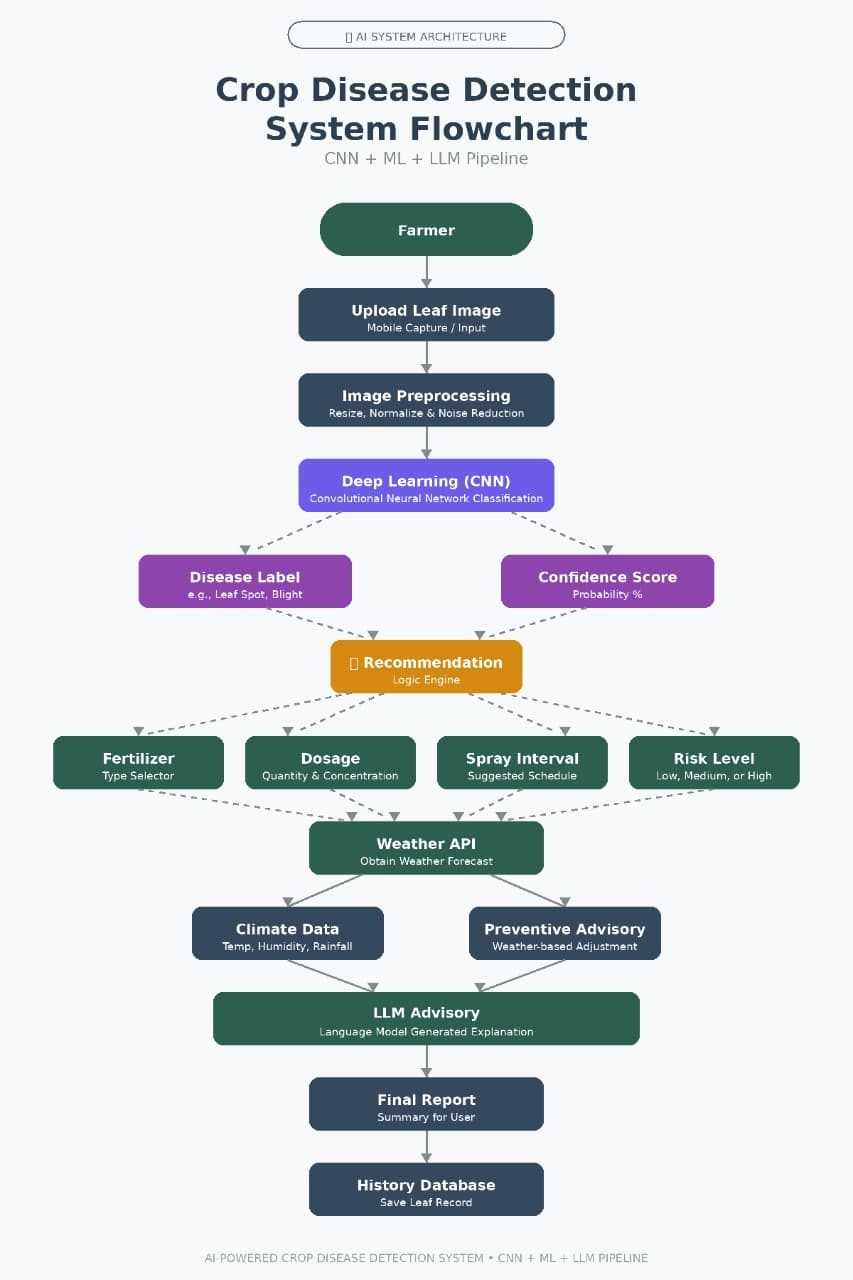 AI SYSTEM ARCHITECTURE
Crop Disease Detection
System Flowchart
CNN + ML + LLM Pipeline
Farmer
Upload Leaf Image
Mobile Capture / Input
Image Preprocessing
Resize, Normalize & Noise Reduction
Deep Learning (CNN)
Convolutional Neural Network Classification
Disease Label
e.g., Leaf Spot, Blight
Confidence Score
Probability %
Recommendation
Logic Engine
Fertilizer
Type Selector
Dosage
Quantity & Concentration
Spray Interval
Suggested Schedule
Risk Level
Low, Medium, or High
Weather API
Obtain Weather Forecast
Climate Data
Temp, Humidity, Rainfall
Preventive Advisory
Weather-based Adjustment
LLM Advisory
Language Model Generated Explanation
Final Report
Summary for User
History Database
Save Leaf Record
AI-POWERED CROP DISEASE DETECTION SYSTEM • CNN + ML + LLM PIPELINE